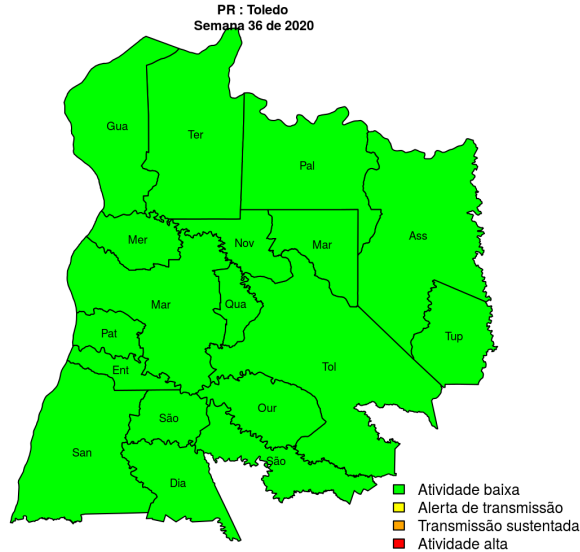 PR : Toledo
Semana 36 de 2020
Gua
Ter
Pal
Mer
Nov
Mar
Ass
Mar
Qua
Pat
Tup
Ent
Tol
São
Our
San
São
Dia
Atividade baixa
Alerta de transmissão
Transmissão sustentada
Atividade alta